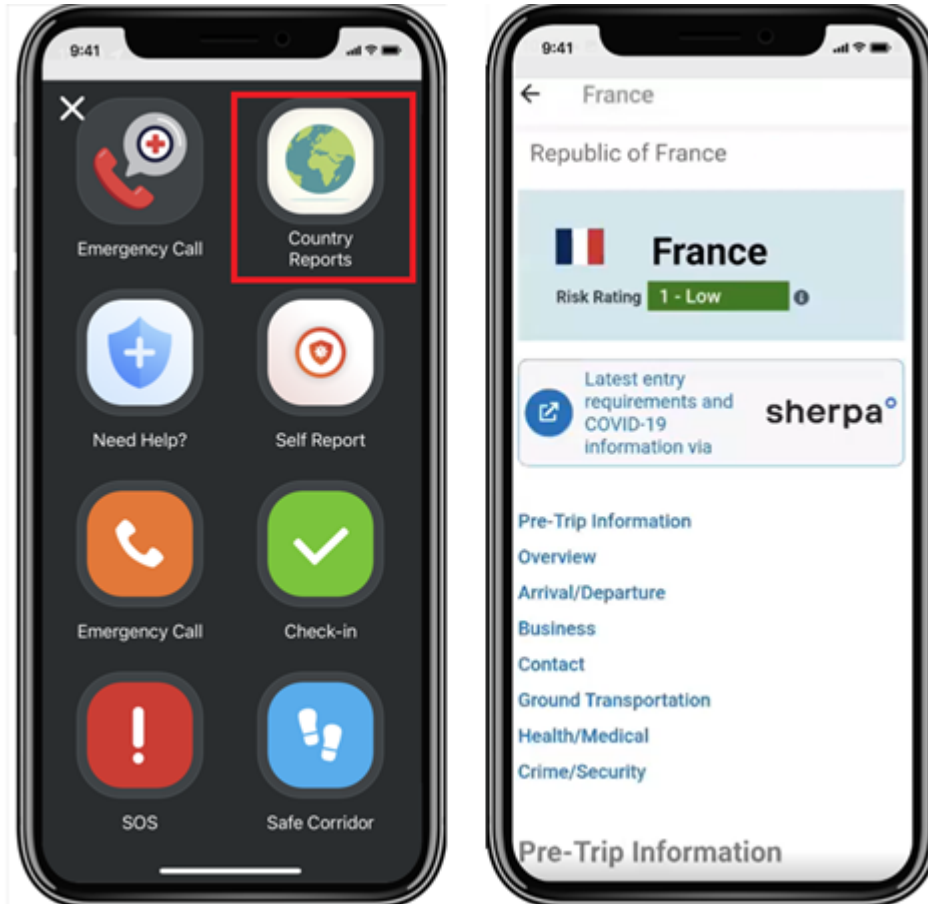 9:41
Emergency Call
Country
Reports
Need Help?
Self Report
Emergency Call
Check-in
SOS
Safe Corridor
9:41
France
Republic of France
France
Risk Rating 1 - Low
Latest entry
requirements and
COVID-19
information via
sherpa
Pre-Trip Information
Overview
Arrival/Departure
Business
Contact
Ground Transportation
Health/Medical
Crime/Security
Pre-Trip Information